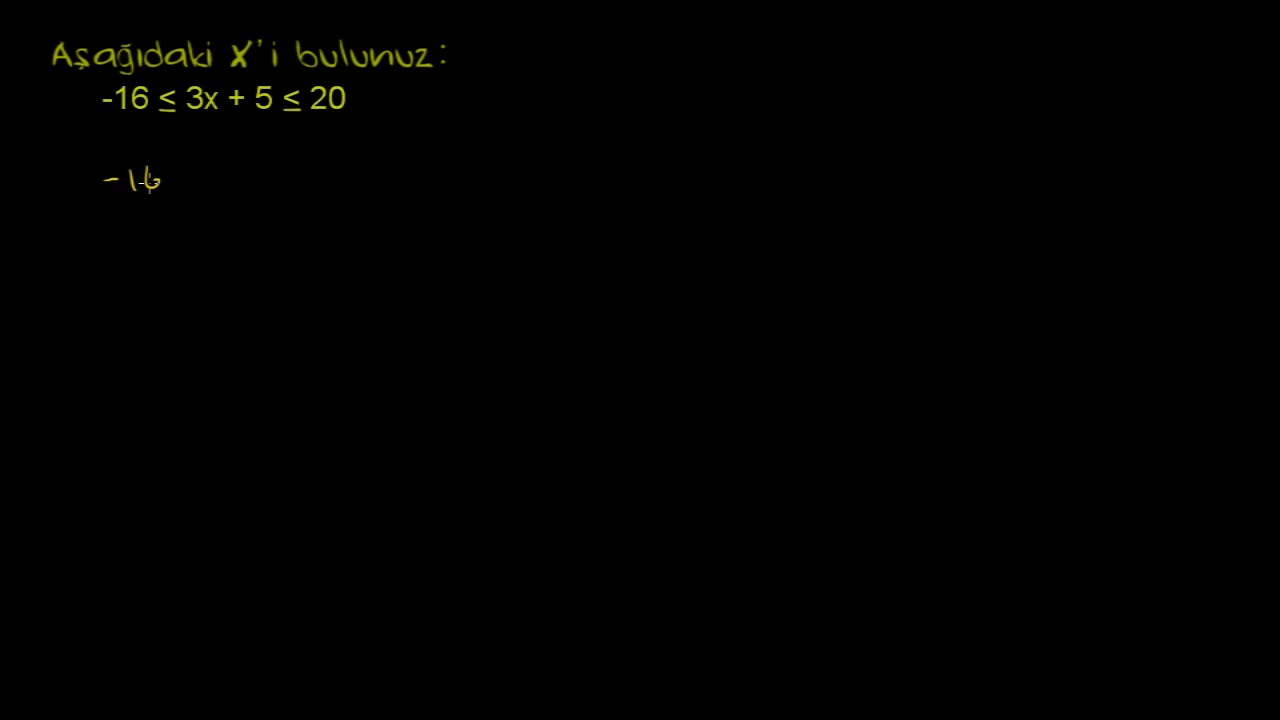 Aşağıdaki x'i bulunuz:
-16 ≤ 3x + 5 ≤ 20
-16